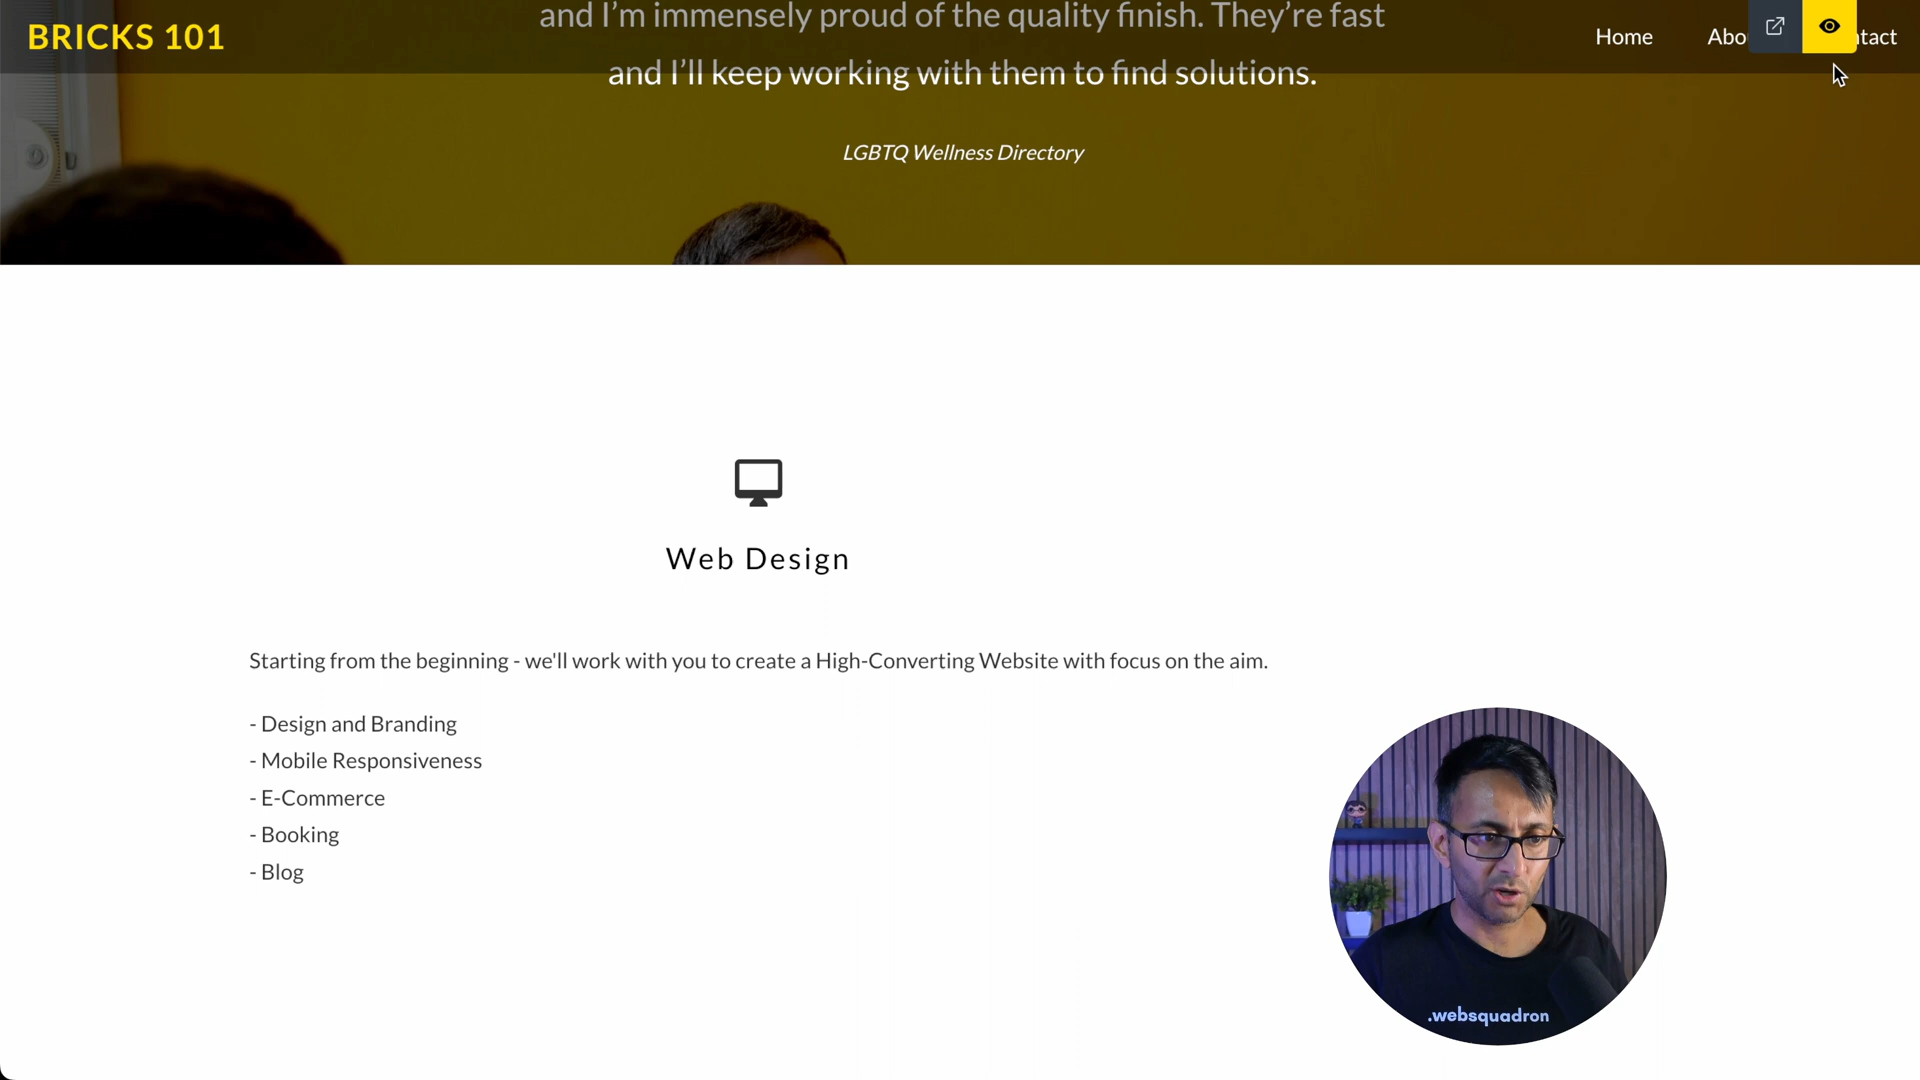 BRICKS 101
and I'm immensely proud of the quality finish. They're fast
Home
Abo
ntact
and I'll keep working with them to find solutions.
LGBTQ Wellness Directory
Web Design
Starting from the beginning - we'll work with you to create a High-Converting Website with focus on the aim.
- Design and Branding
- Mobile Responsiveness
- E-Commerce
- Booking
- Blog
.websquadron